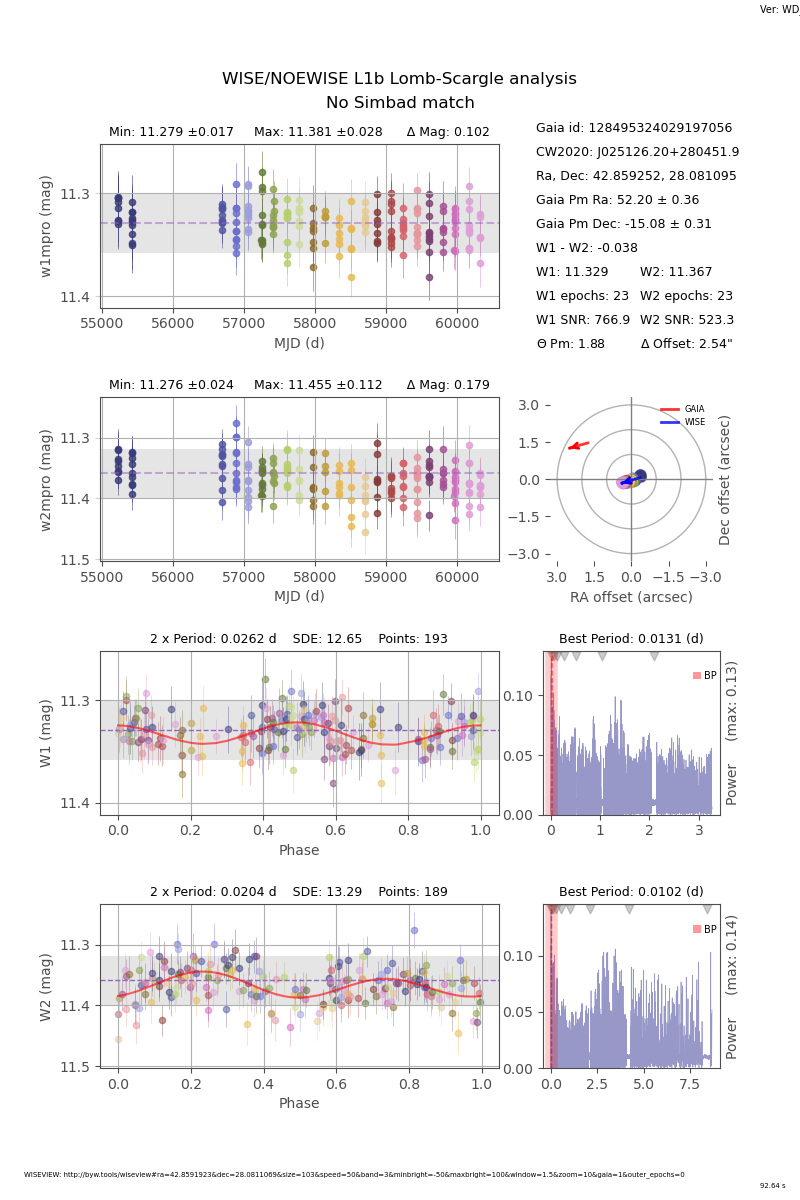 Ver: WD_
WISE/NOEWISE L1b Lomb-Scargle analysis
No Simbad match
Min: 11.279 ±0.017 Max: 11.381 ±0.028 Δ Mag: 0.102
w1mpro (mag)
11.3
11.4
55000 56000 57000 58000 59000 60000
MJD (d)
Gaia id: 128495324029197056
CW2020: J025126.20+280451.9
Ra, Dec: 42.859252, 28.081095
Gaia Pm Ra: 52.20 ± 0.36
Gaia Pm Dec: -15.08 ± 0.31
W1 - W2: -0.038
W1: 11.329 W2: 11.367
W1 epochs: 23 W2 epochs: 23
W1 SNR: 766.9 W2 SNR: 523.3
Θ Pm: 1.88 Δ Offset: 2.54"
Min: 11.276 ±0.024 Max: 11.455 ±0.112 Δ Mag: 0.179
w2mpro (mag)
11.3
11.4
11.5
55000 56000 57000 58000 59000 60000
MJD (d)
GAIA
WISE
3.0
1.5
0.0
−1.5
−3.0
3.0 1.5 0.0 −1.5 −3.0
RA offset (arcsec)
Dec offset (arcsec)
2 x Period: 0.0262 d SDE: 12.65 Points: 193
W1 (mag)
11.3
11.4
0.0 0.2 0.4 0.6 0.8 1.0
Phase
Best Period: 0.0131 (d)
BP
0.10
0.05
0.00
0 1 2 3
Power (max: 0.13)
2 x Period: 0.0204 d SDE: 13.29 Points: 189
W2 (mag)
11.3
11.4
11.5
0.0 0.2 0.4 0.6 0.8 1.0
Phase
Best Period: 0.0102 (d)
BP
0.10
0.05
0.00
0.0 2.5 5.0 7.5
Power (max: 0.14)
WISEVIEW: http://byw.tools/wiseview#ra=42.8591923&dec=28.0811069&size=103&speed=50&band=3&minbright=-50&maxbright=100&window=1.5&zoom=10&gaia=1&outer_epochs=0
92.64 s